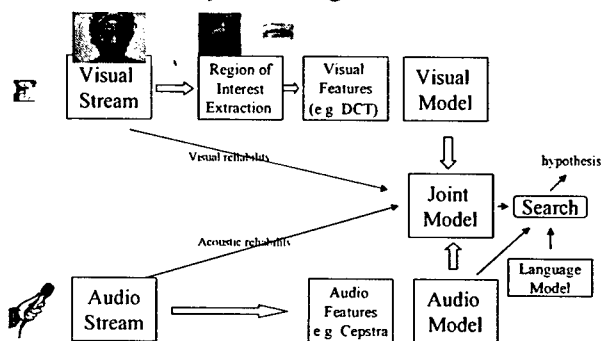 Visual
Stream
Region of
Interest
Extraction
Visual
Features
(e g DCT)
Visual
Model
Visual reliability
hypothesis
Joint
Model
Search
Acoustic reliability
Language
Model
Audio
Stream
Audio
Features
e g Cepstra
Audio
Model